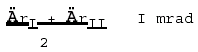 Är_I + Är_II I mrad
2